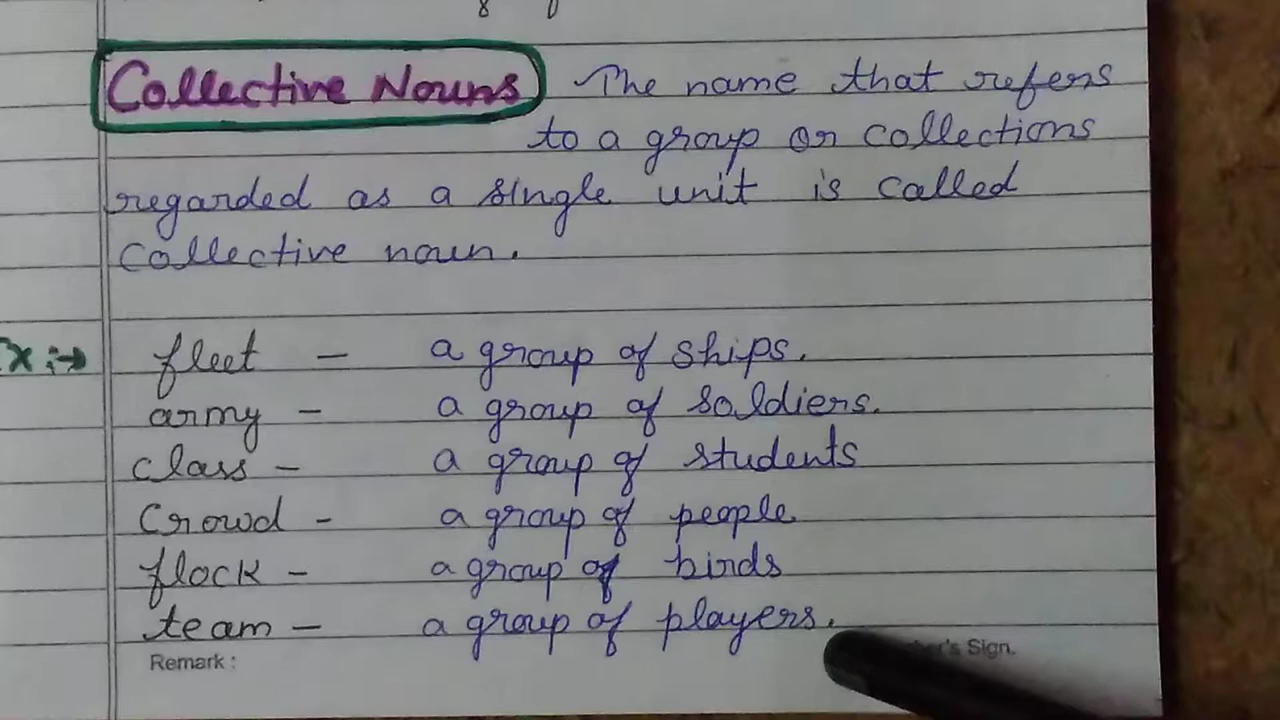 Collective Nouns The name that refers
to a group or collections
regarded as a single unit is called
Collective noun.
Ex :→ fleet - a group of ships.
army - a group of soldiers.
class - a group of students
Crowd - a group of people
flock - a group of birds
team - a group of players.
Remark : Sign.